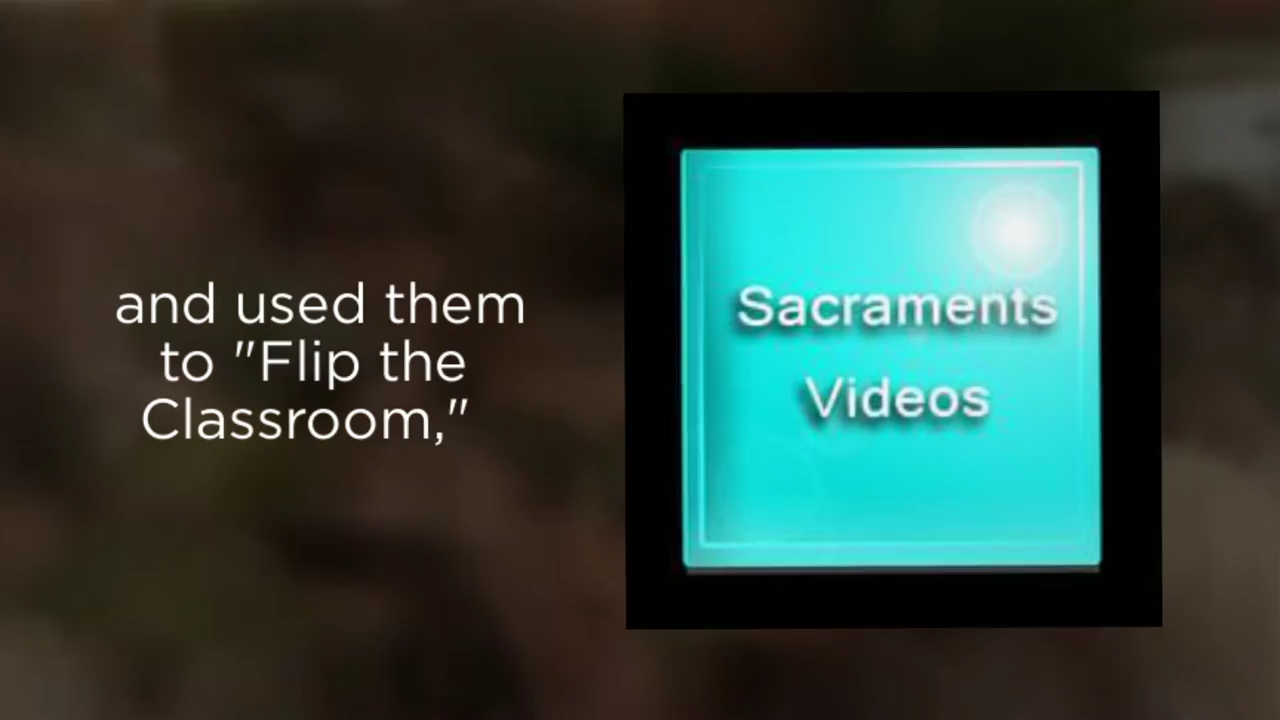 and used them
to "Flip the
Classroom,"
Sacraments
Videos